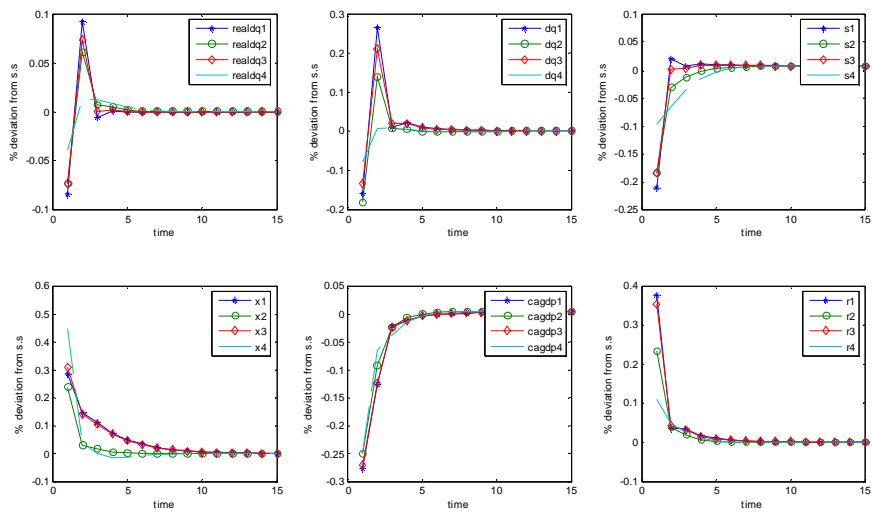 0.1
0.05
0
-0.05
-0.1
0 5 10 15
time
% deviation from s.s
realdq1
realdq2
realdq3
realdq4
0.3
0.2
0.1
0
-0.1
-0.2
0 5 10 15
time
% deviation from s.s
dq1
dq2
dq3
dq4
0.1
0.05
0
-0.05
-0.1
-0.15
-0.2
-0.25
0 5 10 15
time
% deviation from s.s
s1
s2
s3
s4
0.6
0.5
0.4
0.3
0.2
0.1
0
-0.1
0 5 10 15
time
% deviation from s.s
x1
x2
x3
x4
0.05
0
-0.05
-0.1
-0.15
-0.2
-0.25
-0.3
0 5 10 15
time
% deviation from s.s
cagdp1
cagdp2
cagdp3
cagdp4
0.4
0.3
0.2
0.1
0
-0.1
0 5 10 15
time
% deviation from s.s
r1
r2
r3
r4